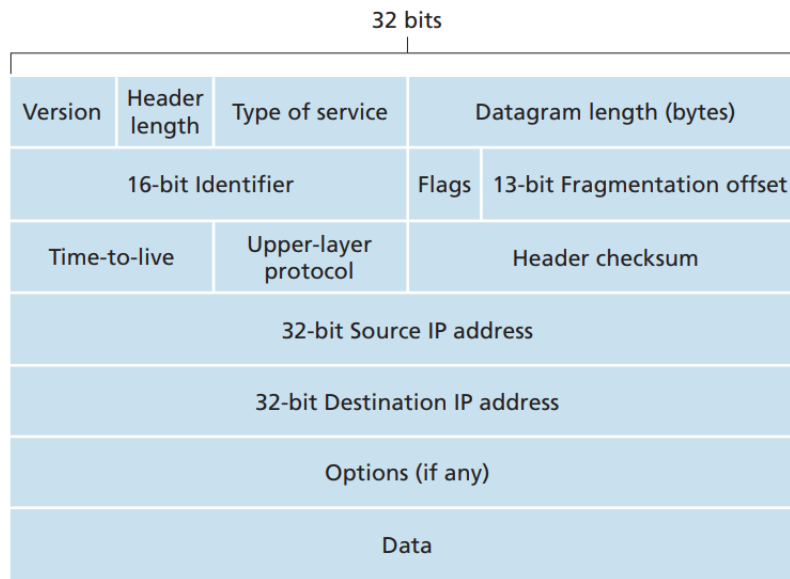 32 bits
Version
Header
length
Type of service
Datagram length (bytes)
16-bit Identifier
Flags
13-bit Fragmentation offset
Time-to-live
Upper-layer
protocol
Header checksum
32-bit Source IP address
32-bit Destination IP address
Options (if any)
Data